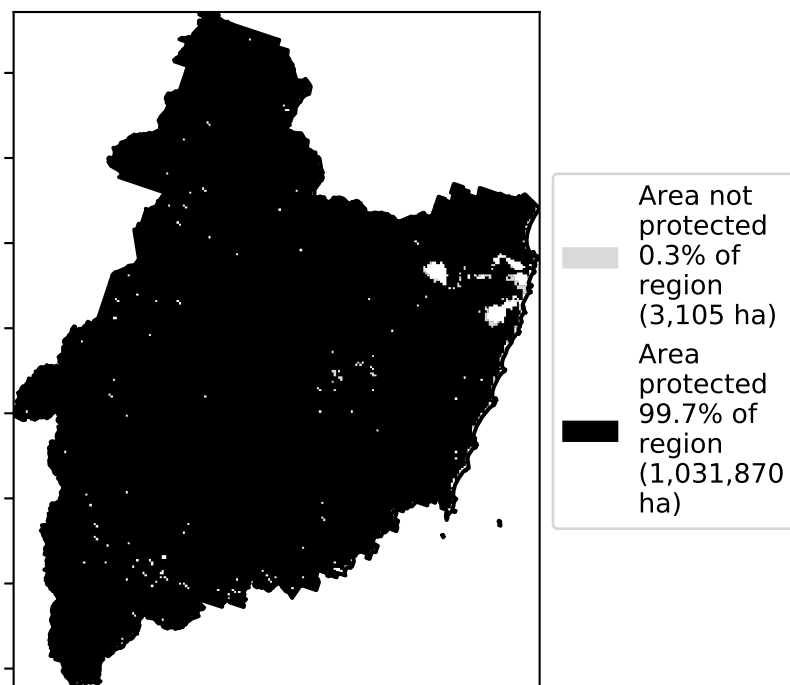 Area not
protected
0.3% of
region
(3,105 ha)
Area
protected
99.7% of
region
(1,031,870
ha)